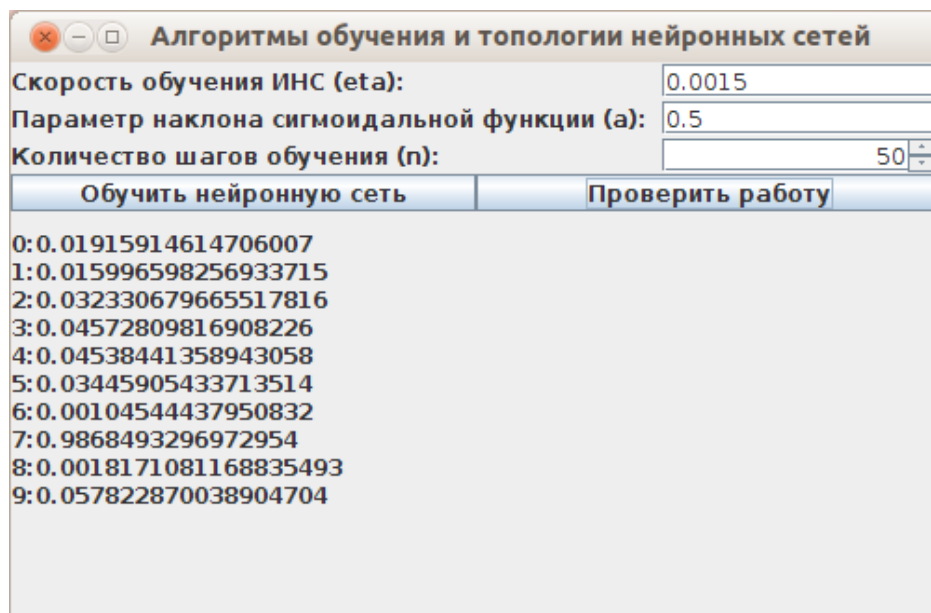 Алгоритмы обучения и топологии нейронных сетей
Скорость обучения ИНС (eta): 0.0015
Параметр наклона сигмоидальной функции (a): 0.5
Количество шагов обучения (n): 50
Обучить нейронную сеть Проверить работу
0:0.01915914614706007
1:0.015996598256933715
2:0.032330679665517816
3:0.04572809816908226
4:0.04538441358943058
5:0.03445905433713514
6:0.00104544437950832
7:0.9868493296972954
8:0.0018171081168835493
9:0.057822870038904704